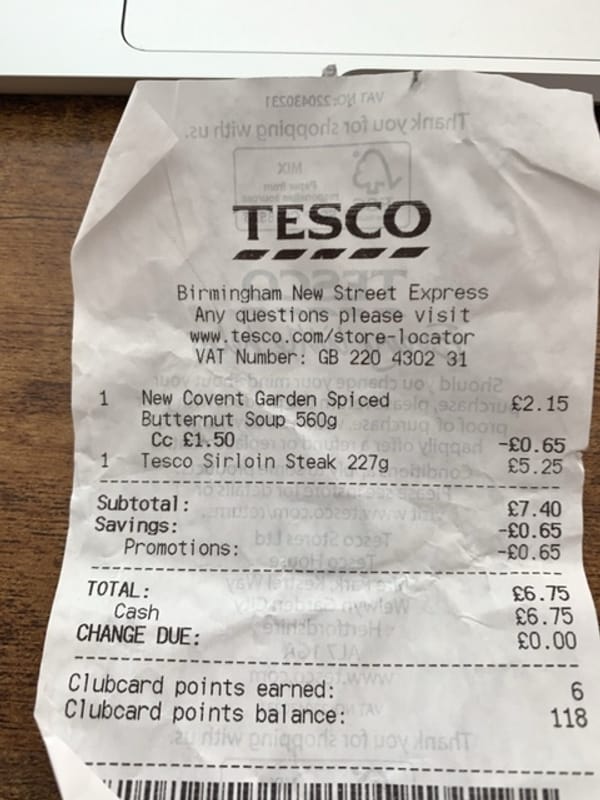 TESCO
Birmingham New Street Express
Any questions please visit
www.tesco.com/store-locator
VAT Number: GB 220 4302 31
1 New Covent Garden Spiced £2.15
Butternut Soup 560g
Cc £1.50 -£0.65
1 Tesco Sirloin Steak 227g £5.25
Subtotal: £7.40
Savings: -£0.65
Promotions: -£0.65
TOTAL: £6.75
Cash £6.75
CHANGE DUE: £0.00
Clubcard points earned: 6
Clubcard points balance: 118